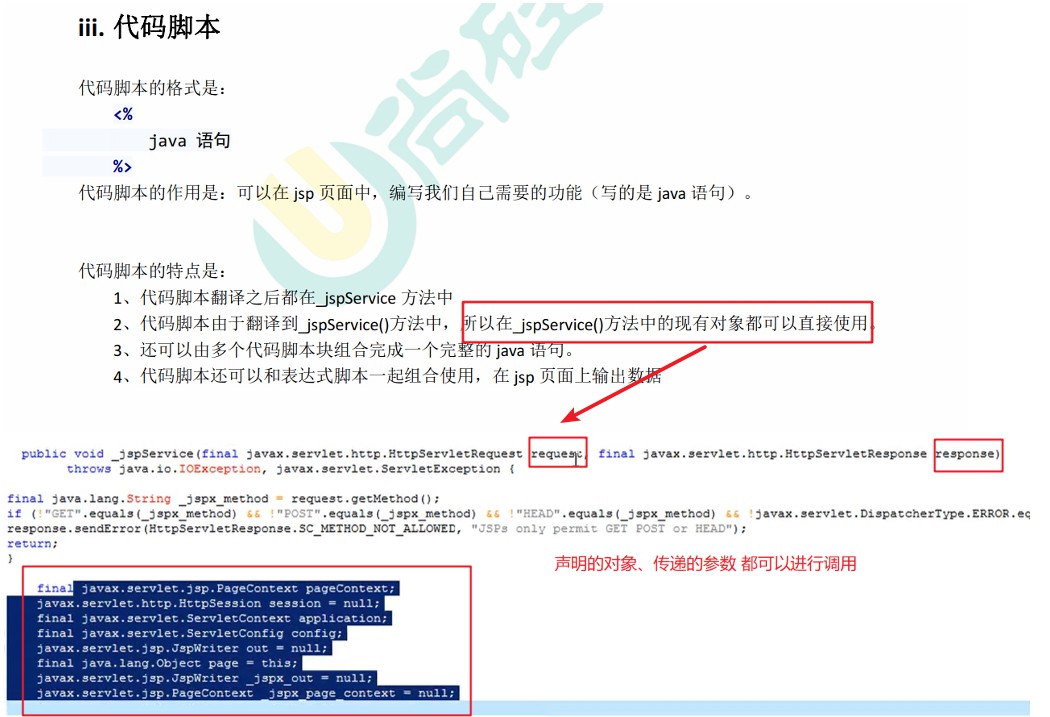 iii. 代码脚本
代码脚本的格式是：
<%
java 语句
%>
代码脚本的作用是：可以在 jsp 页面中，编写我们自己需要的功能（写的是 java 语句）。
代码脚本的特点是：
1、代码脚本翻译之后都在_jspService 方法中
2、代码脚本由于翻译到_jspService()方法中，所以在_jspService()方法中的现有对象都可以直接使用。
3、还可以由多个代码脚本块组合完成一个完整的 java 语句。
4、代码脚本还可以和表达式脚本一起组合使用，在 jsp 页面上输出数据
public void _jspService(final javax.servlet.http.HttpServletRequest request, final javax.servlet.http.HttpServletResponse response)
throws java.io.IOException, javax.servlet.ServletException {
final java.lang.String _jspx_method = request.getMethod();
if (!"GET".equals(_jspx_method) && !"POST".equals(_jspx_method) && !"HEAD".equals(_jspx_method) && !javax.servlet.DispatcherType.ERROR.eq
response.sendError(HttpServletResponse.SC_METHOD_NOT_ALLOWED, "JSPs only permit GET POST or HEAD");
return;
}
声明的对象、传递的参数 都可以进行调用
final javax.servlet.jsp.PageContext pageContext;
javax.servlet.http.HttpSession session = null;
final javax.servlet.ServletContext application;
final javax.servlet.ServletConfig config;
javax.servlet.jsp.JspWriter out = null;
final java.lang.Object page = this;
javax.servlet.jsp.JspWriter _jspx_out = null;
javax.servlet.jsp.PageContext _jspx_page_context = null;